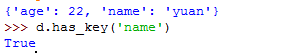 {'age': 22, 'name': 'yuan'}
>>> d.has_key('name')
True